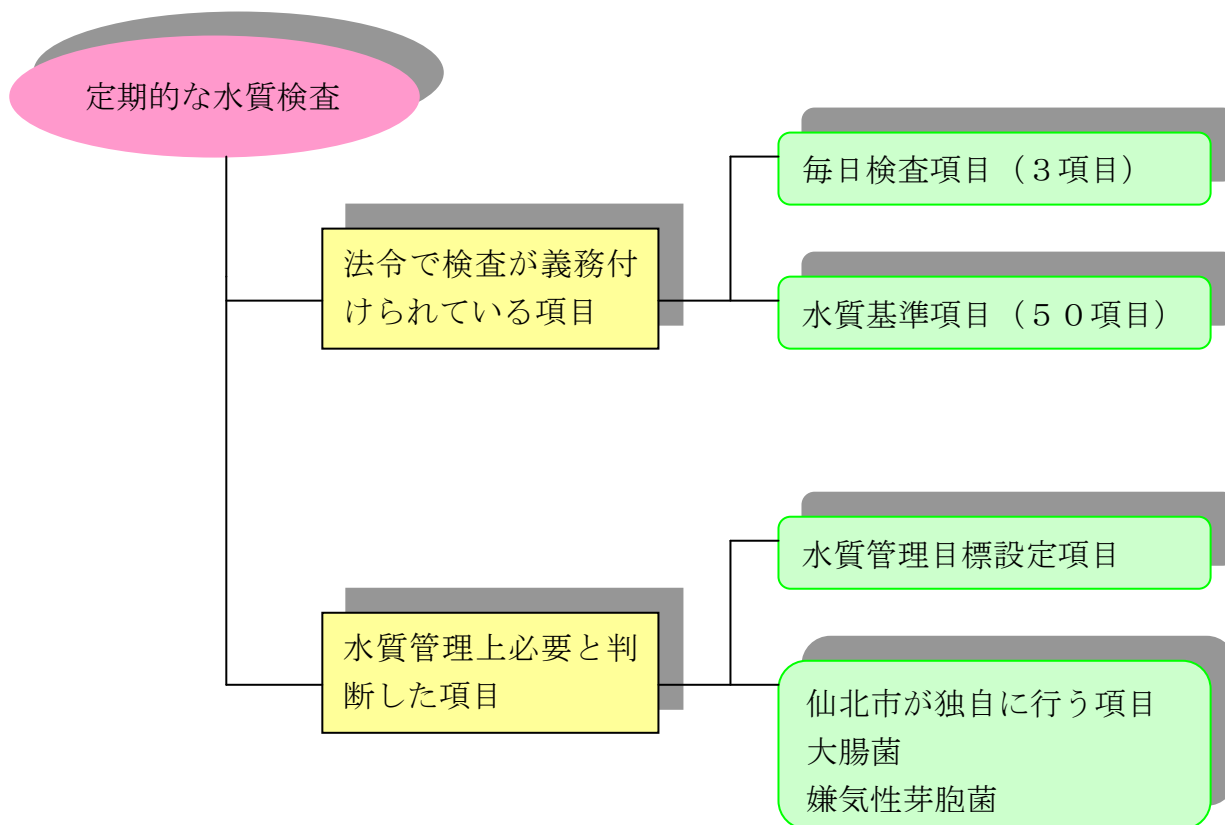 定期的な水質検査
毎日検査項目（３項目）
法令で検査が義務付
けられている項目
水質基準項目（５０項目）
水質管理目標設定項目
水質管理上必要と判
断した項目
仙北市が独自に行う項目
大腸菌
嫌気性芽胞菌